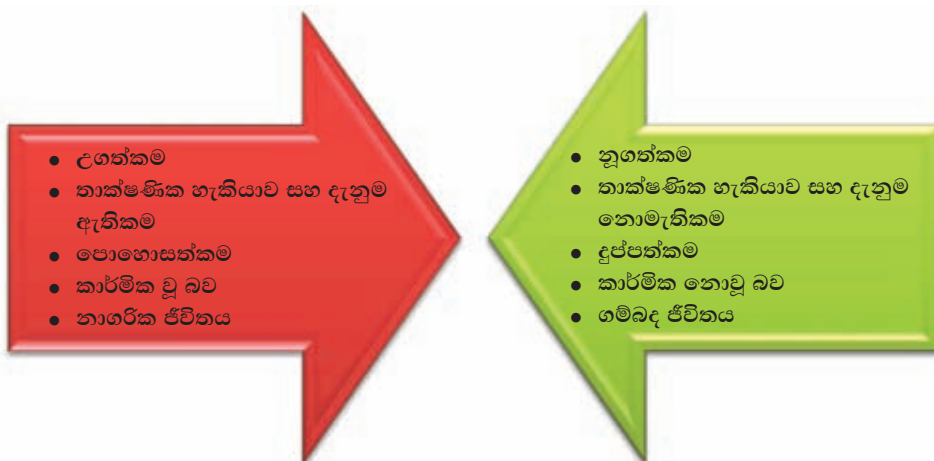 • උගත්කම
• තාක්ෂණික හැකියාව සහ දැනුම
ඇතිකම
• පොහොසත්කම
• කාර්මික වූ බව
• නාගරික ජීවිතය
• නූගත්කම
• තාක්ෂණික හැකියාව සහ දැනුම
නොමැතිකම
• දුප්පත්කම
• කාර්මික නොවූ බව
• ගම්බද ජීවිතය